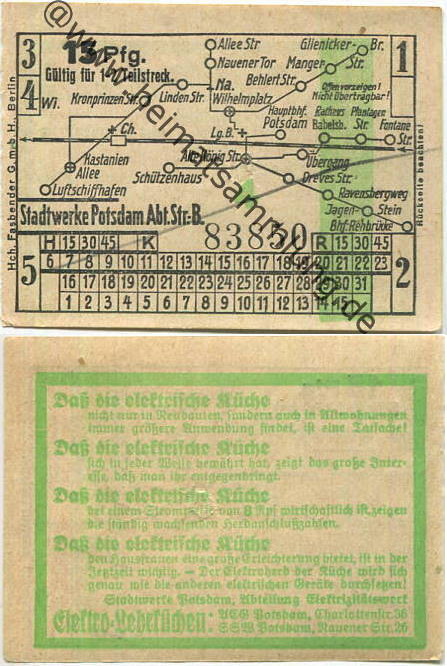 3
4
5
1
2
15 Pfg.
Gültig für 1 Teilstreck.
Hch. Fasbender G.m.b.H., Berlin
Rückseite beachten!
Allee Str
Nauener Tor
Glienicker-Br.
Manger Str.
Behlert Str.
Offen vorzeigen!
Nicht übertragbar!
Kronprinzen Str.
Linden Str.
Na.
Wilhelmplatz
Wi.
Hauptbhf. Potsdam
Rathaus Babelsb.
Plantagen Str.
Fontane Str.
Ch.
Lg.B.
Kastanien Allee
Schützenhaus
Alte König Str.
Übergang
Luftschiffhafen
Dreves Str.
Ravensbergweg
Jagen-Stein
Bhf. Rehbrücke
Stadtwerke Potsdam Abt. Str-B.
83850
H 15 30 45 K R 15 30 45
6 7 8 9 10 11 12 13 14 15 16 17 18 19 20 21 22 23
16 17 18 19 20 21 22 23 24 25 26 27 28 29 30 31
1 2 3 4 5 6 7 8 9 10 11 12 13 14 15
@www.heimatsammlung.de
Daß die elektrische Küche
nicht nur in Neubauten, sondern auch in Altwohnungen
immer größere Anwendung findet, ist eine Tatsache!
Daß die elektrische Küche
sich in jeder Weise bewährt hat, zeigt das große Inter-
esse, daß man ihr entgegenbringt.
Daß die elektrische Küche
bei einem Strompreise von 8 Rpf wirtschaftlich ist, zeigen
die ständig wachsenden Herdanschlußzahlen.
Daß die elektrische Küche
den Hausfrauen eine große Erleichterung bietet, ist in der
Jetztzeit wichtig. – Der Elektroherd der Küche wird sich
genau wie die anderen elektrischen Geräte durchsetzen!
Stadtwerke Potsdam, Abteilung Elektrizitätswerk
Elektro-Lehrküchen: AEG Potsdam, Charlottenstr. 36
SSW Potsdam, Nauener Str. 26